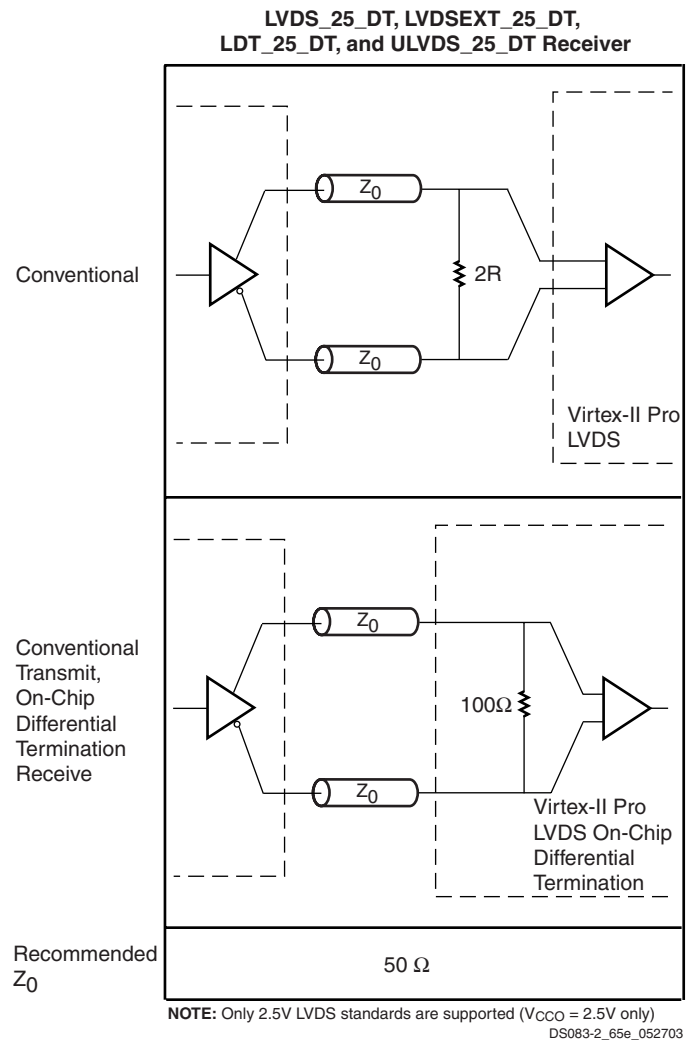 LVDS_25_DT, LVDSEXT_25_DT,
LDT_25_DT, and ULVDS_25_DT Receiver
Conventional
Z0
2R
Z0
Virtex-II Pro
LVDS
Conventional
Transmit,
On-Chip
Differential
Termination
Receive
Z0
100Ω
Z0
Virtex-II Pro
LVDS On-Chip
Differential
Termination
Recommended
Z0
50 Ω
NOTE: Only 2.5V LVDS standards are supported (VCCO = 2.5V only)
DS083-2_65e_052703